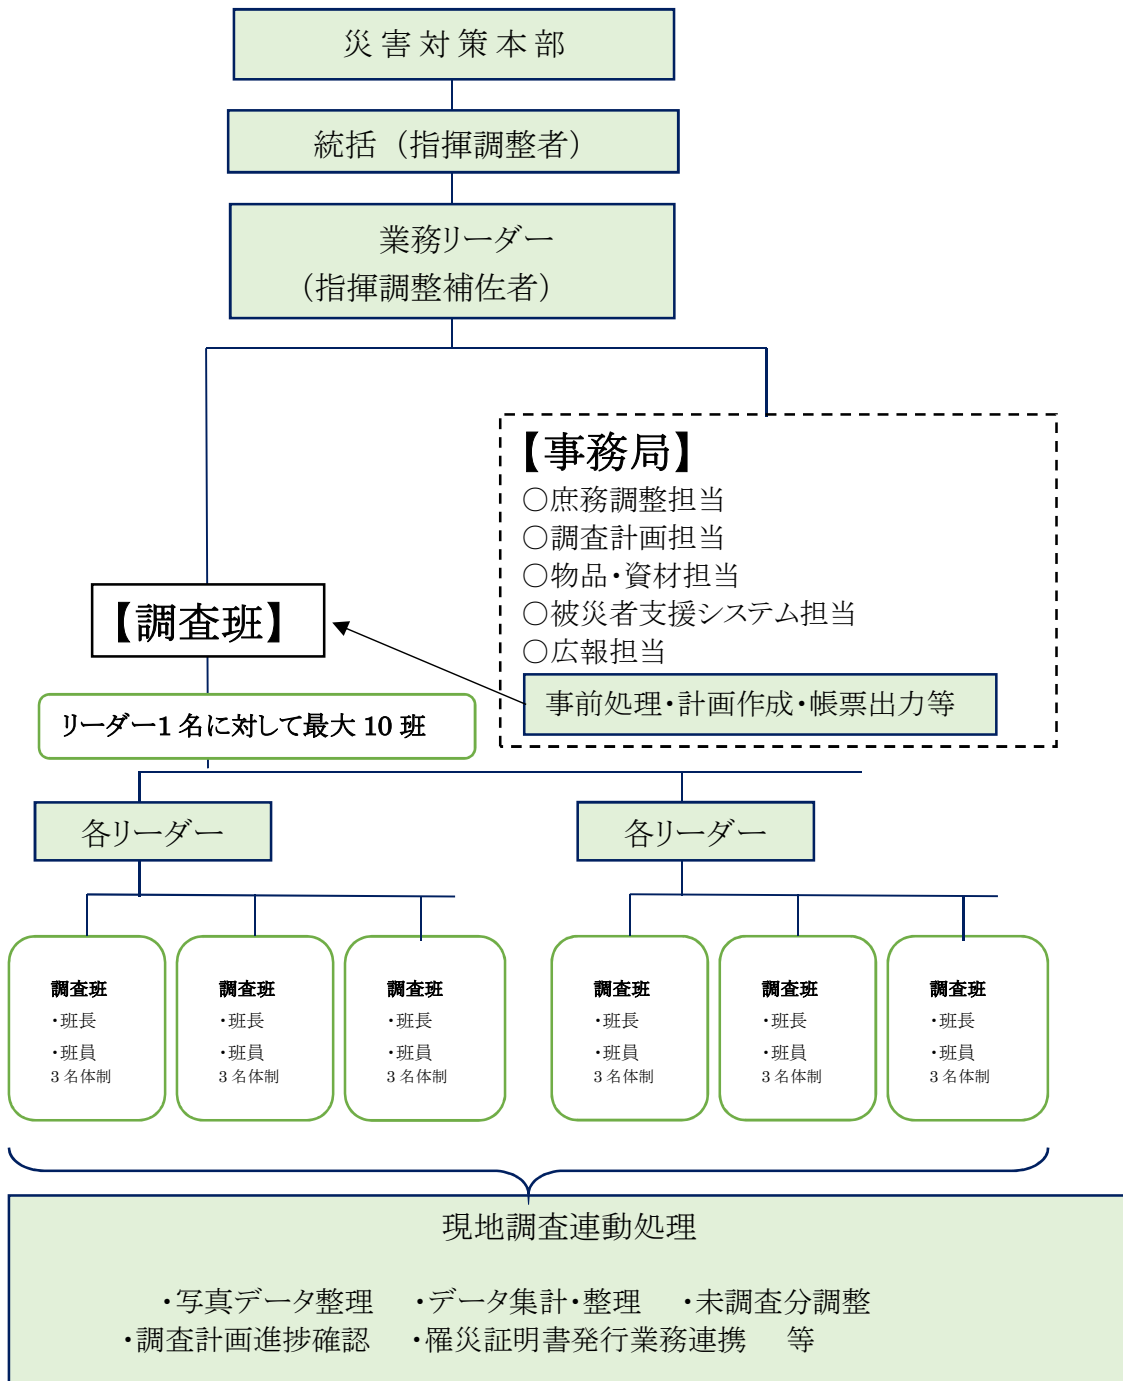 災害対策本部
統括（指揮調整者）
業務リーダー
（指揮調整補佐者）
【事務局】
○庶務調整担当
○調査計画担当
○物品・資材担当
○被災者支援システム担当
○広報担当
事前処理・計画作成・帳票出力等
【調査班】
リーダー1 名に対して最大 10 班
各リーダー
各リーダー
調査班
・班長
・班員
3 名体制
調査班
・班長
・班員
3 名体制
調査班
・班長
・班員
3 名体制
調査班
・班長
・班員
3 名体制
調査班
・班長
・班員
3 名体制
調査班
・班長
・班員
3 名体制
現地調査連動処理
・写真データ整理　・データ集計・整理　・未調査分調整
・調査計画進捗確認　・罹災証明書発行業務連携　等